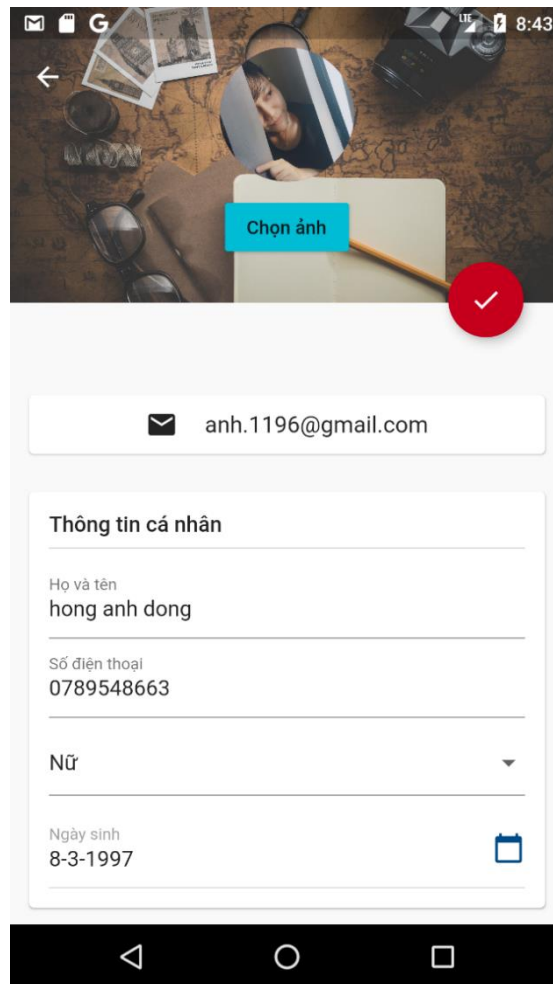 G
LTE
8:43
Chọn ảnh
anh.1196@gmail.com
Thông tin cá nhân
Họ và tên
hong anh dong
Số điện thoại
0789548663
Nữ
Ngày sinh
8-3-1997